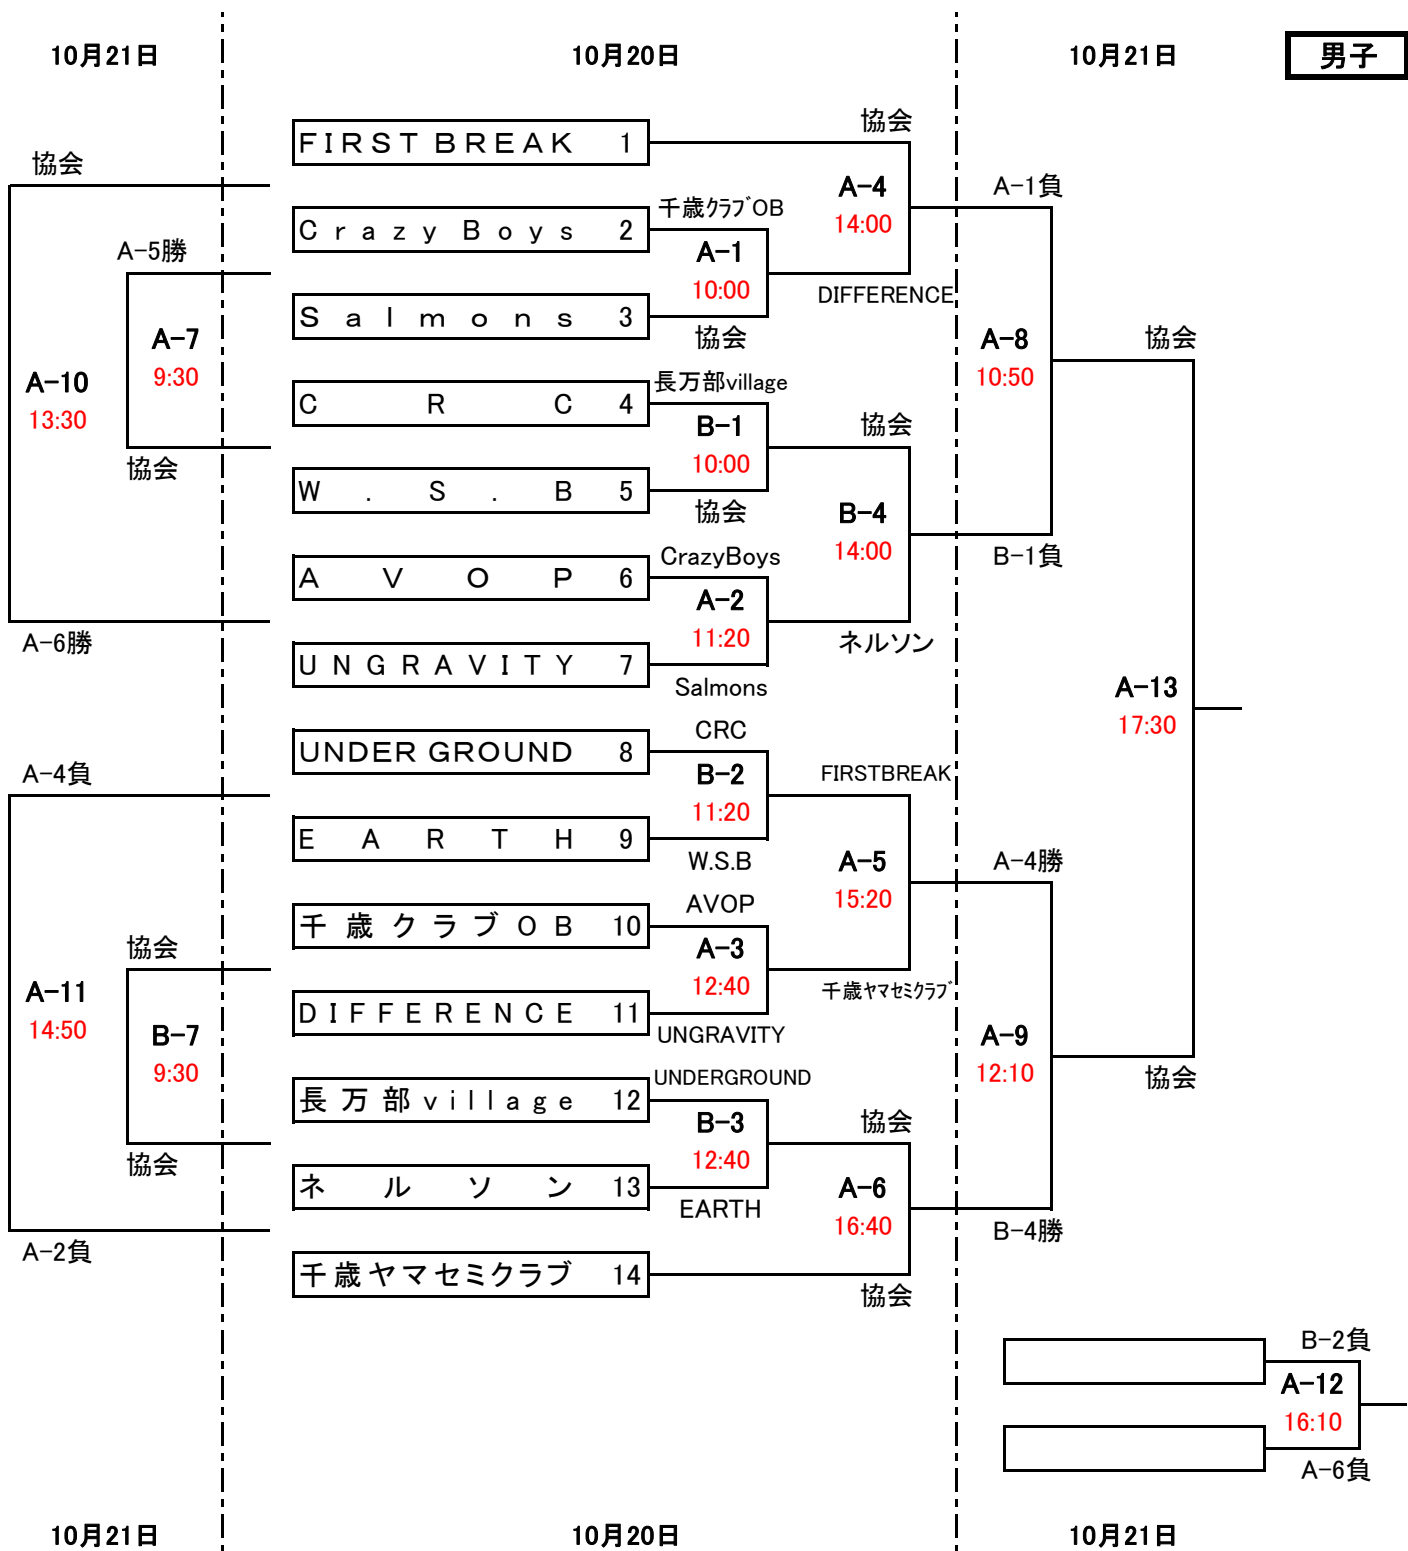 10月21日
10月20日
10月21日
男子
協会
FIRST BREAK 1
協会
A-4
14:00
A-1負
千歳ｸﾗﾌﾞOB
Crazy Boys 2
A-1
10:00
A-5勝
DIFFERENCE
Salmons 3
協会
A-7
9:30
A-8
10:50
協会
A-10
13:30
長万部village
CRC 4
B-1
10:00
協会
協会
W.S.B 5
協会
B-4
14:00
CrazyBoys
B-1負
AVOP 6
A-2
11:20
A-6勝
ネルソン
UNGRAVITY 7
Salmons
A-13
17:30
CRC
UNDER GROUND 8
B-2
11:20
A-4負
FIRSTBREAK
EARTH 9
W.S.B
A-5
15:20
A-4勝
AVOP
千歳クラブOB 10
A-3
12:40
協会
千歳ﾔﾏｾﾐｸﾗﾌﾞ
A-11
14:50
DIFFERENCE 11
UNGRAVITY
B-7
9:30
A-9
12:10
UNDERGROUND
協会
長万部village 12
B-3
12:40
協会
協会
ネルソン 13
EARTH
A-6
16:40
B-4勝
A-2負
千歳ヤマセミクラブ 14
協会
B-2負
A-12
16:10
A-6負
10月21日
10月20日
10月21日